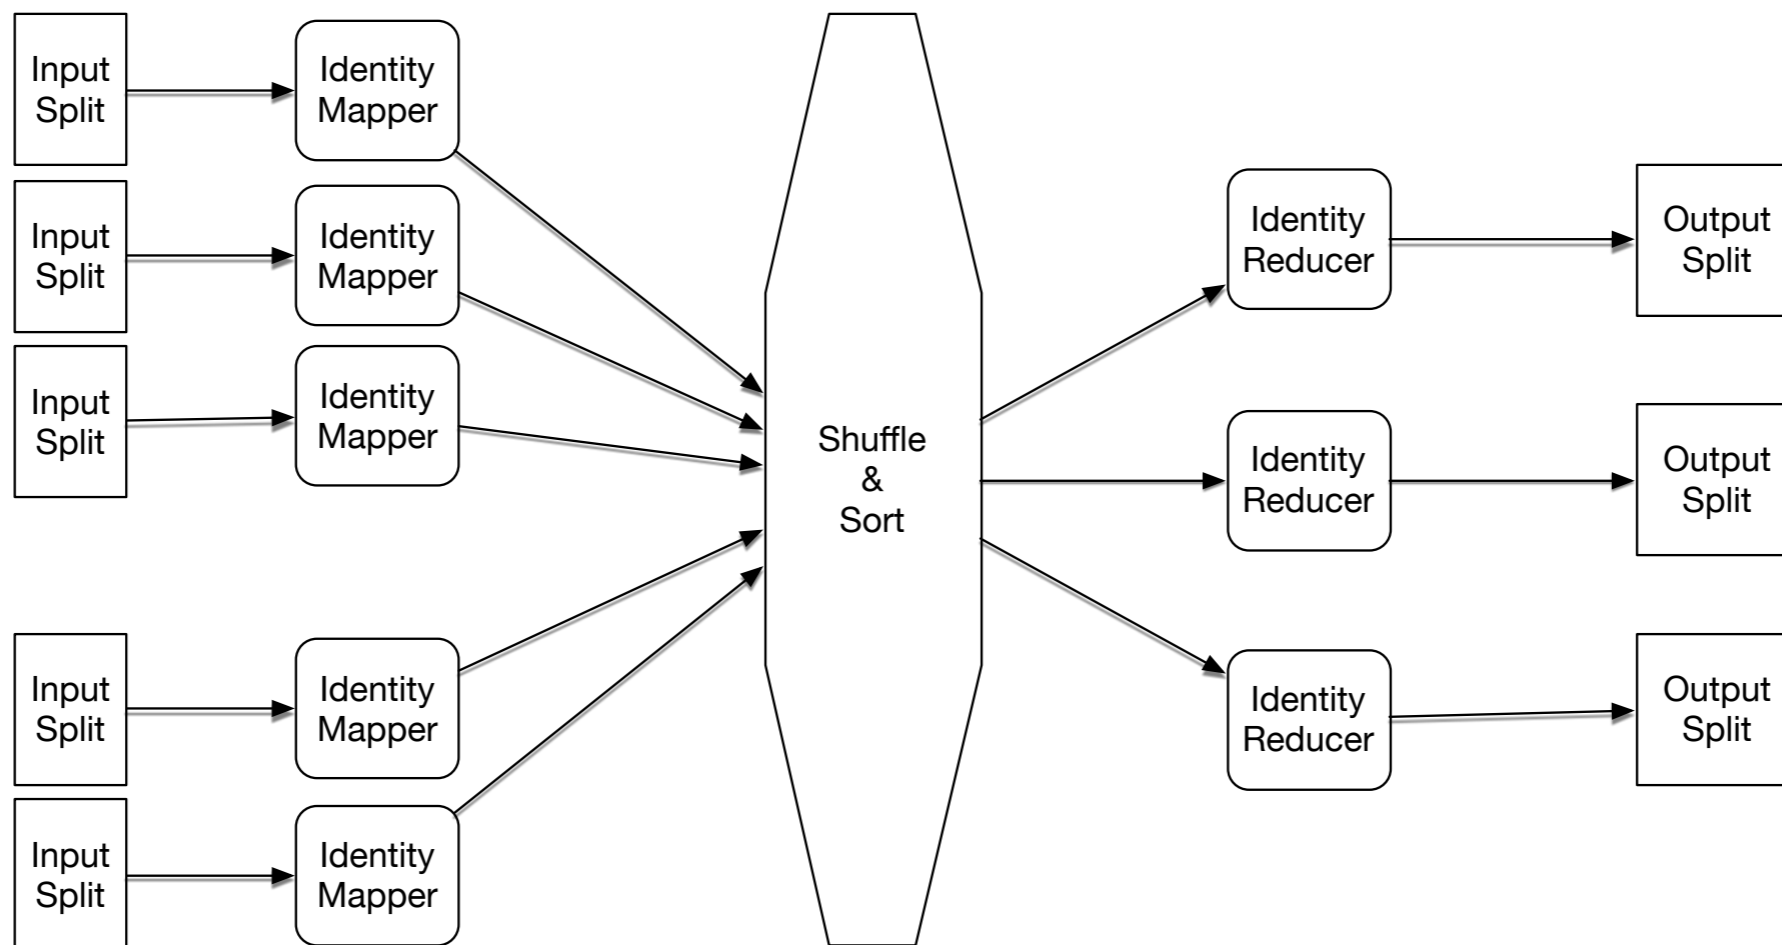 Input
Split
Identity
Mapper
Input
Split
Identity
Mapper
Input
Split
Identity
Mapper
Input
Split
Identity
Mapper
Input
Split
Identity
Mapper
Shuffle
&
Sort
Identity
Reducer
Output
Split
Identity
Reducer
Output
Split
Identity
Reducer
Output
Split